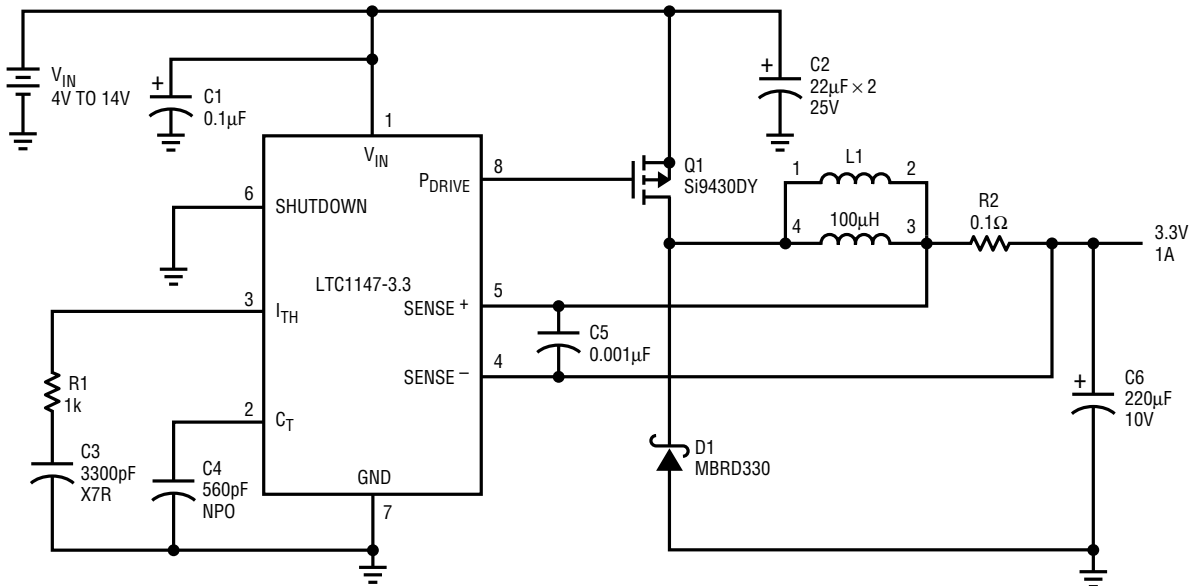 V_IN
4V TO 14V
+
C1
0.1μF
1
V_IN
+
C2
22μF × 2
25V
6
SHUTDOWN
P_DRIVE
8
Q1
Si9430DY
L1
1
2
100μH
4
3
R2
0.1Ω
3.3V
1A
LTC1147-3.3
3
I_TH
SENSE +
5
C5
0.001μF
SENSE –
4
R1
1k
2
C_T
C3
3300pF
X7R
C4
560pF
NPO
GND
7
D1
MBRD330
+
C6
220μF
10V